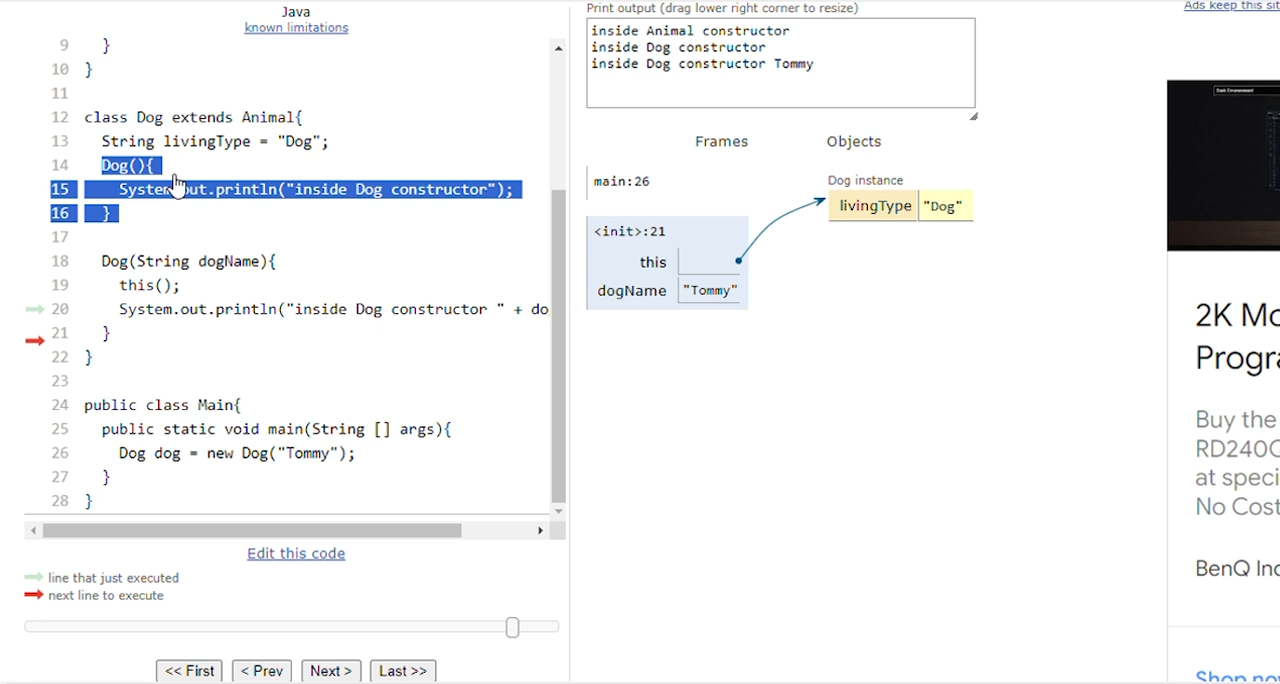 Java
known limitations
9 }
10 }
11
12 class Dog extends Animal{
13 String livingType = "Dog";
14 Dog(){
15 System.out.println("inside Dog constructor");
16 }
17
18 Dog(String dogName){
19 this();
20 System.out.println("inside Dog constructor " + do
21 }
22 }
23
24 public class Main{
25 public static void main(String [] args){
26 Dog dog = new Dog("Tommy");
27 }
28 }
Edit this code
line that just executed
next line to execute
<< First < Prev Next > Last >>
Print output (drag lower right corner to resize)
inside Animal constructor
inside Dog constructor
inside Dog constructor Tommy
Frames Objects
main:26
Dog instance
livingType "Dog"
<init>:21
this
dogName "Tommy"
Ads keep this sit
2K Mo
Progra
Buy the
RD240
at speci
No Cost
BenQ Ind
Shop no